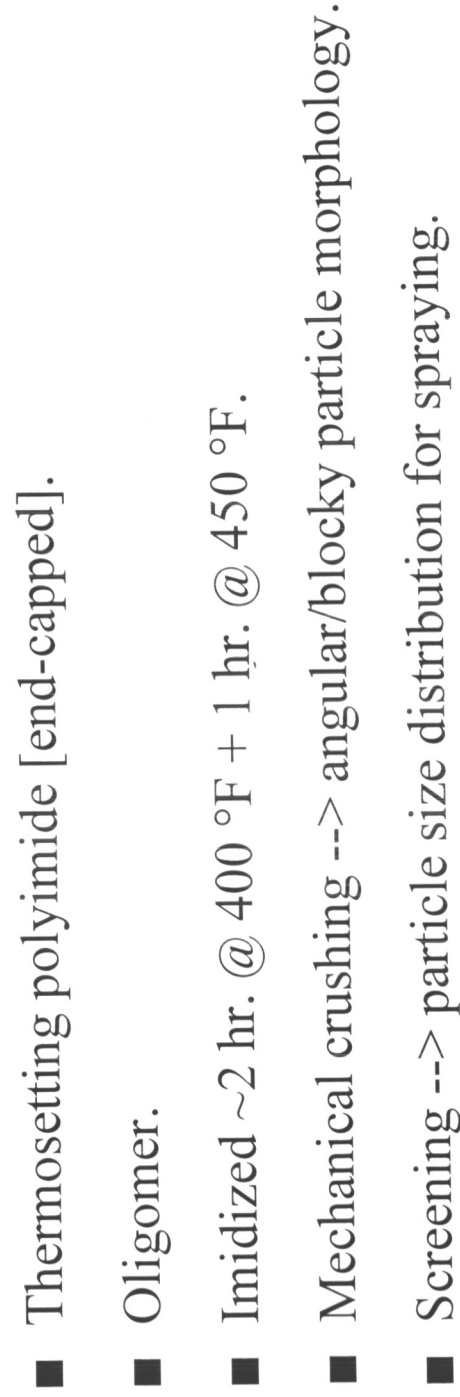 ■ Thermosetting polyimide [end-capped].
■ Oligomer.
■ Imidized ~2 hr. @ 400 °F + 1 hr. @ 450 °F.
■ Mechanical crushing --> angular/blocky particle morphology.
■ Screening --> particle size distribution for spraying.